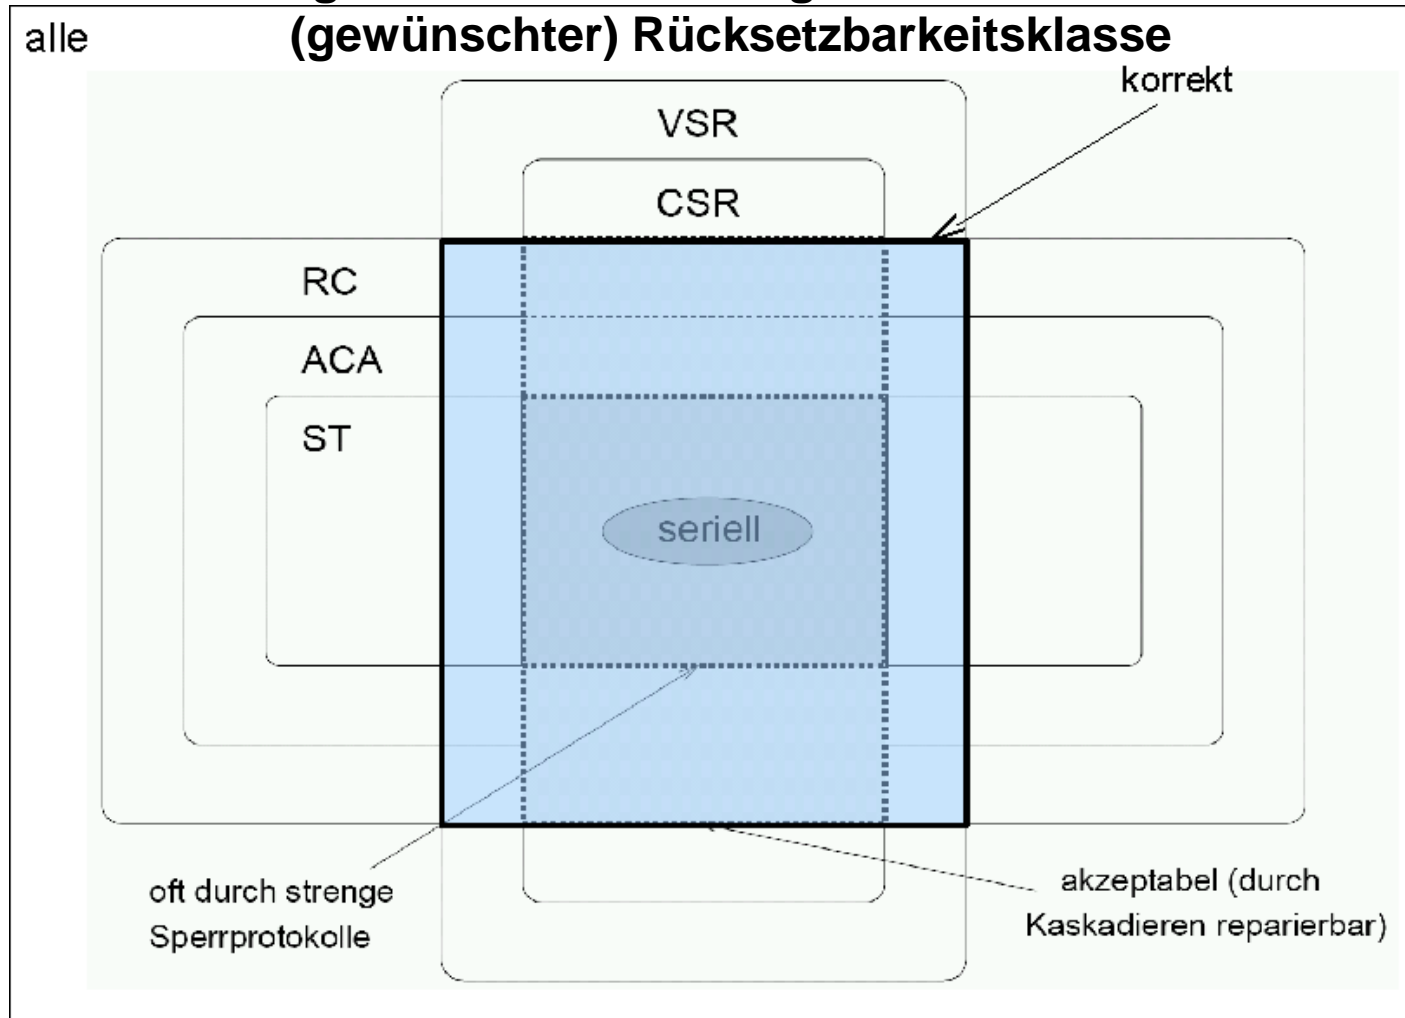 (gewünschter) Rücksetzbarkeitsklasse
alle
korrekt
VSR
CSR
RC
ACA
ST
seriell
oft durch strenge
Sperrprotokolle
akzeptabel (durch
Kaskadieren reparierbar)